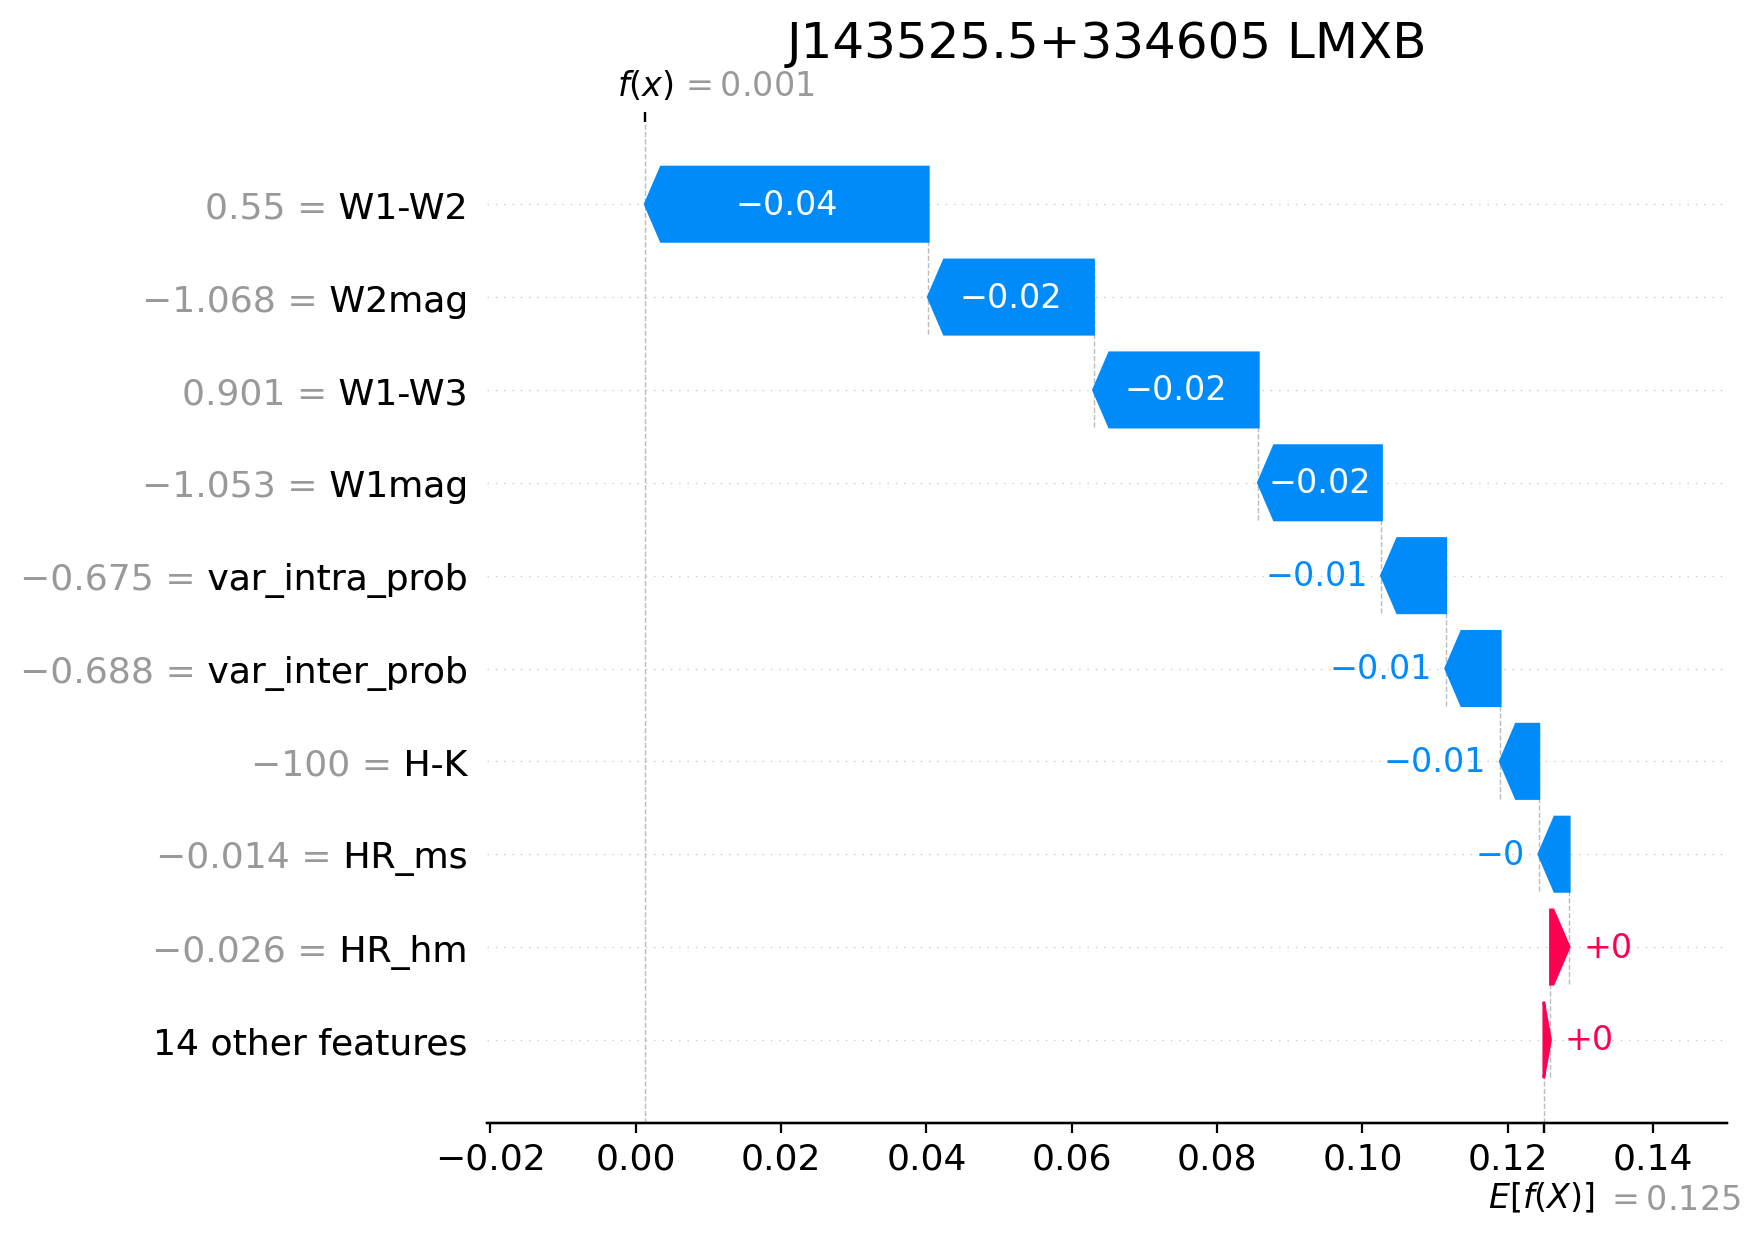 J143525.5+334605 LMXB
f(x) = 0.001
0.55 = W1-W2
−0.04
−1.068 = W2mag
−0.02
0.901 = W1-W3
−0.02
−1.053 = W1mag
−0.02
−0.675 = var_intra_prob
−0.01
−0.688 = var_inter_prob
−0.01
−100 = H-K
−0.01
−0.014 = HR_ms
−0
−0.026 = HR_hm
+0
14 other features
+0
−0.02 0.00 0.02 0.04 0.06 0.08 0.10 0.12 0.14
E[f(X)] = 0.125